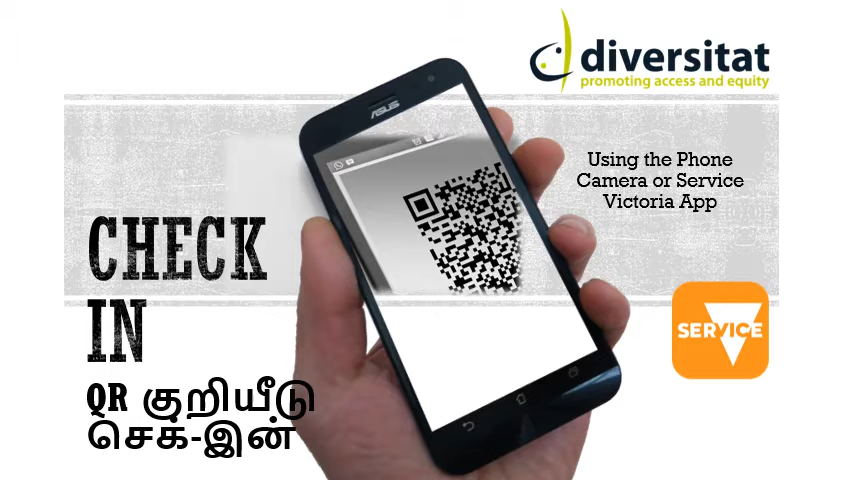 diversitat
promoting access and equity
ASUS
Using the Phone
Camera or Service
Victoria App
CHECK
IN
SERVICE
QR குறியீடு
செக்-இன்